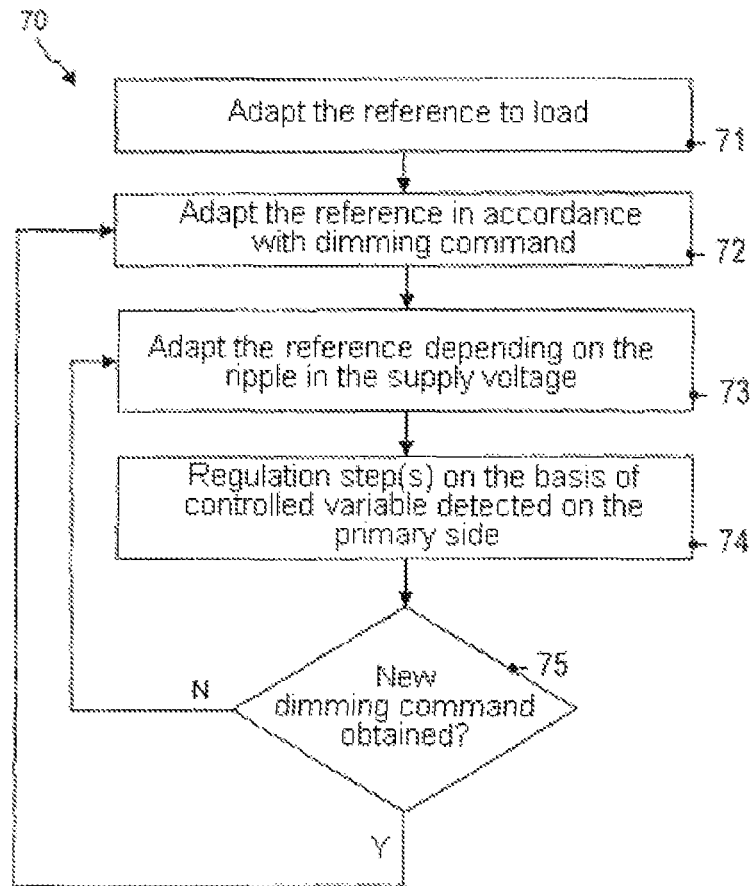 70
Adapt the reference to load
71
Adapt the reference in accordance
with dimming command
72
Adapt the reference depending on the
ripple in the supply voltage
73
Regulation step(s) on the basis of
controlled variable detected on the
primary side
74
75
New
dimming command
obtained?
N
Y